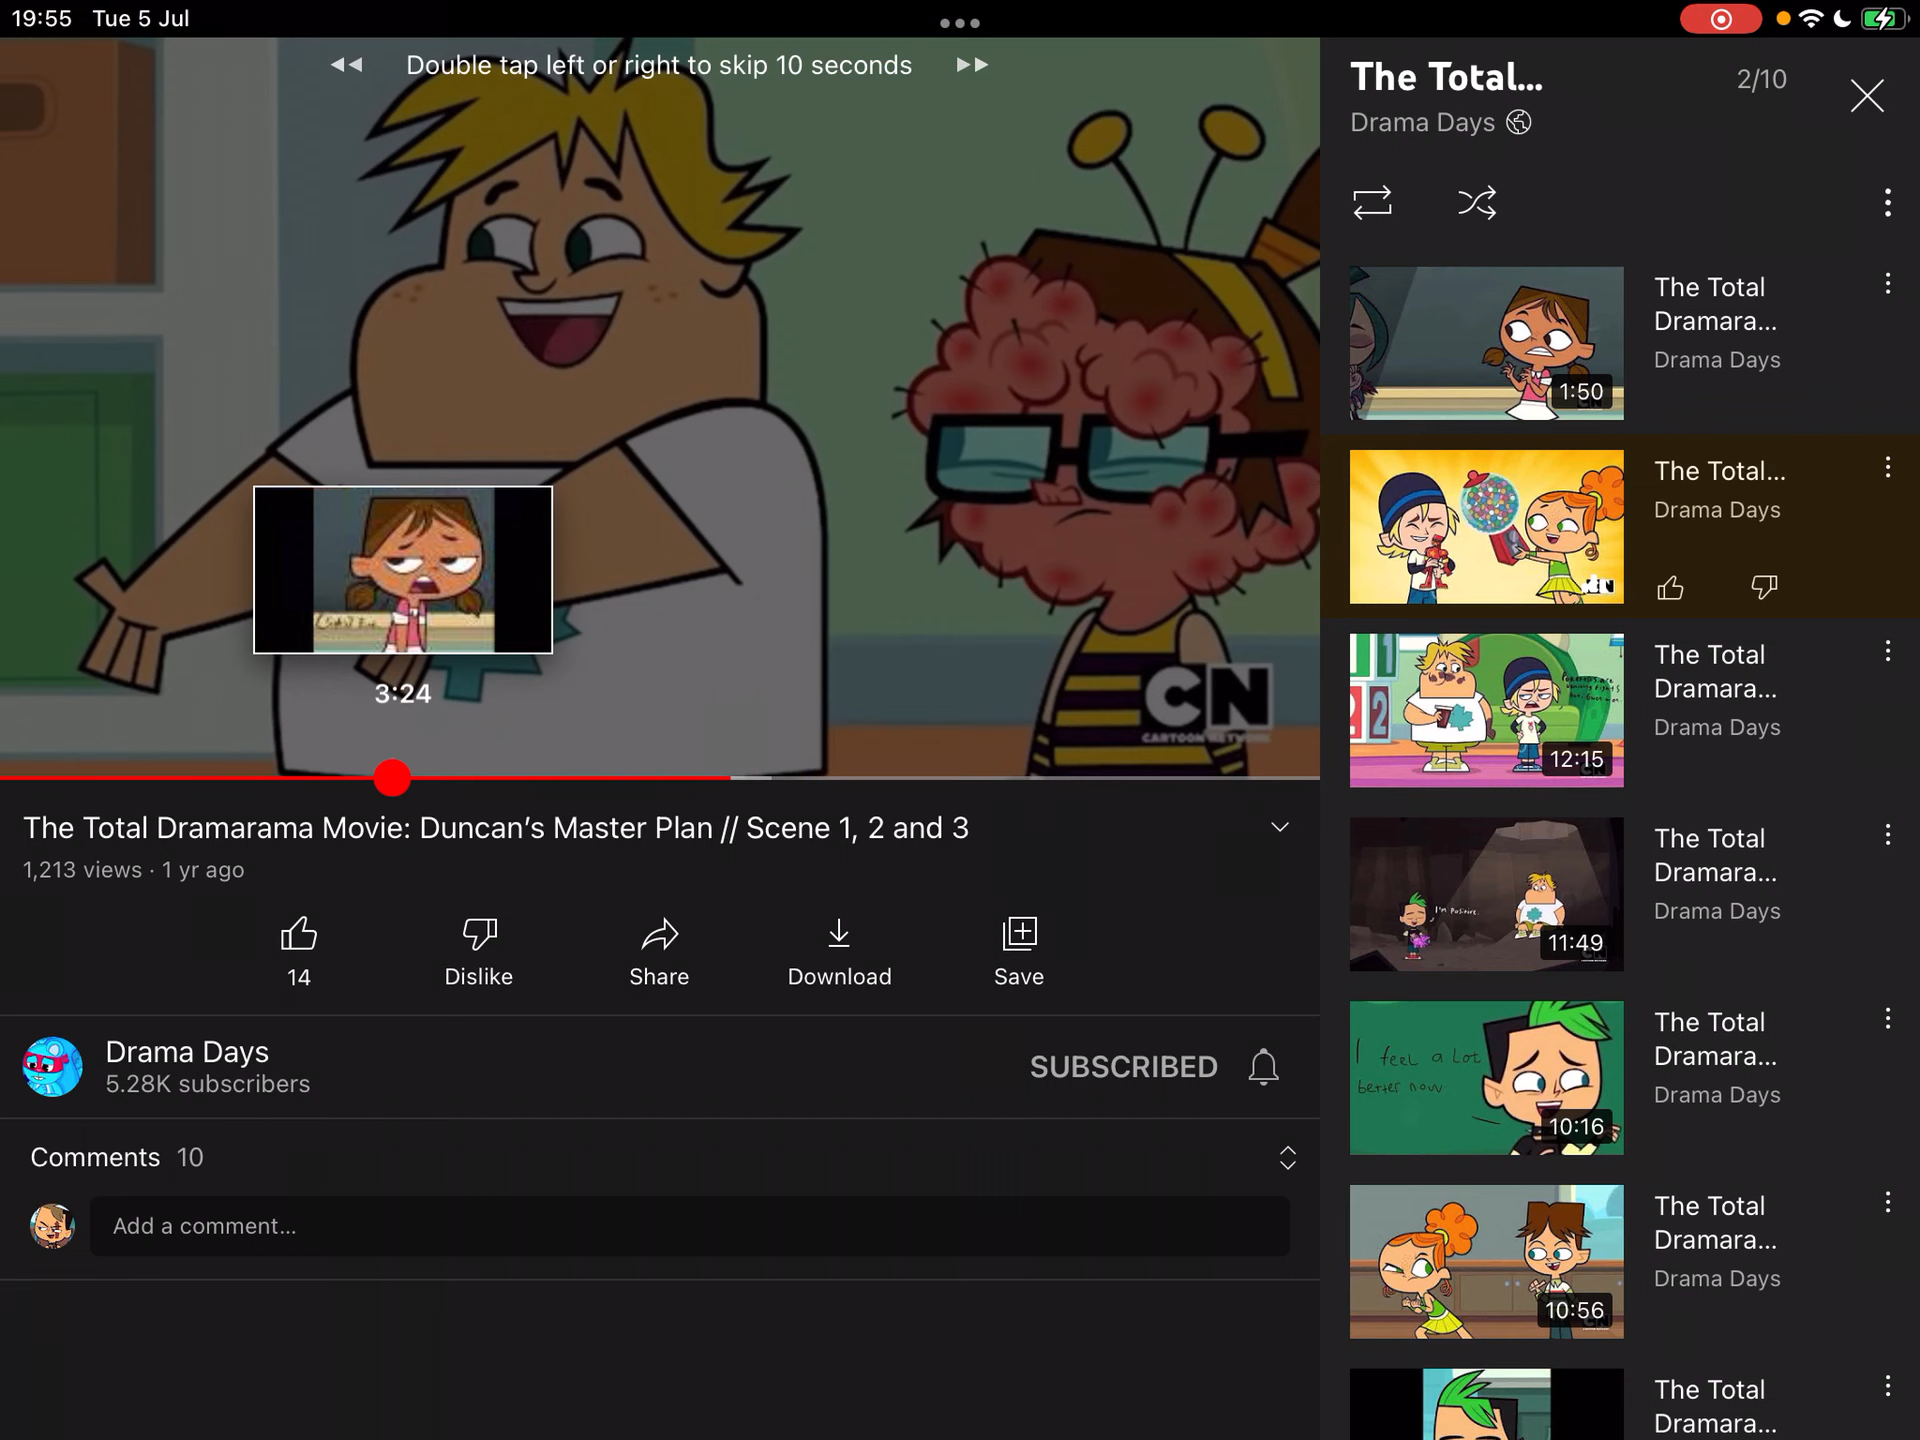 19:55 Tue 5 Jul
Double tap left or right to skip 10 seconds
3:24
CN
CARTOON NETWORK
The Total Dramarama Movie: Duncan’s Master Plan // Scene 1, 2 and 3
1,213 views · 1 yr ago
14
Dislike
Share
Download
Save
Drama Days
5.28K subscribers
SUBSCRIBED
Comments 10
Add a comment...
The Total...
2/10
Drama Days
1:50
The Total
Dramara...
Drama Days
The Total...
Drama Days
12:15
The Total
Dramara...
Drama Days
I'm Positive.
11:49
The Total
Dramara...
Drama Days
I feel a Lot
better now
10:16
The Total
Dramara...
Drama Days
10:56
The Total
Dramara...
Drama Days
The Total
Dramara...